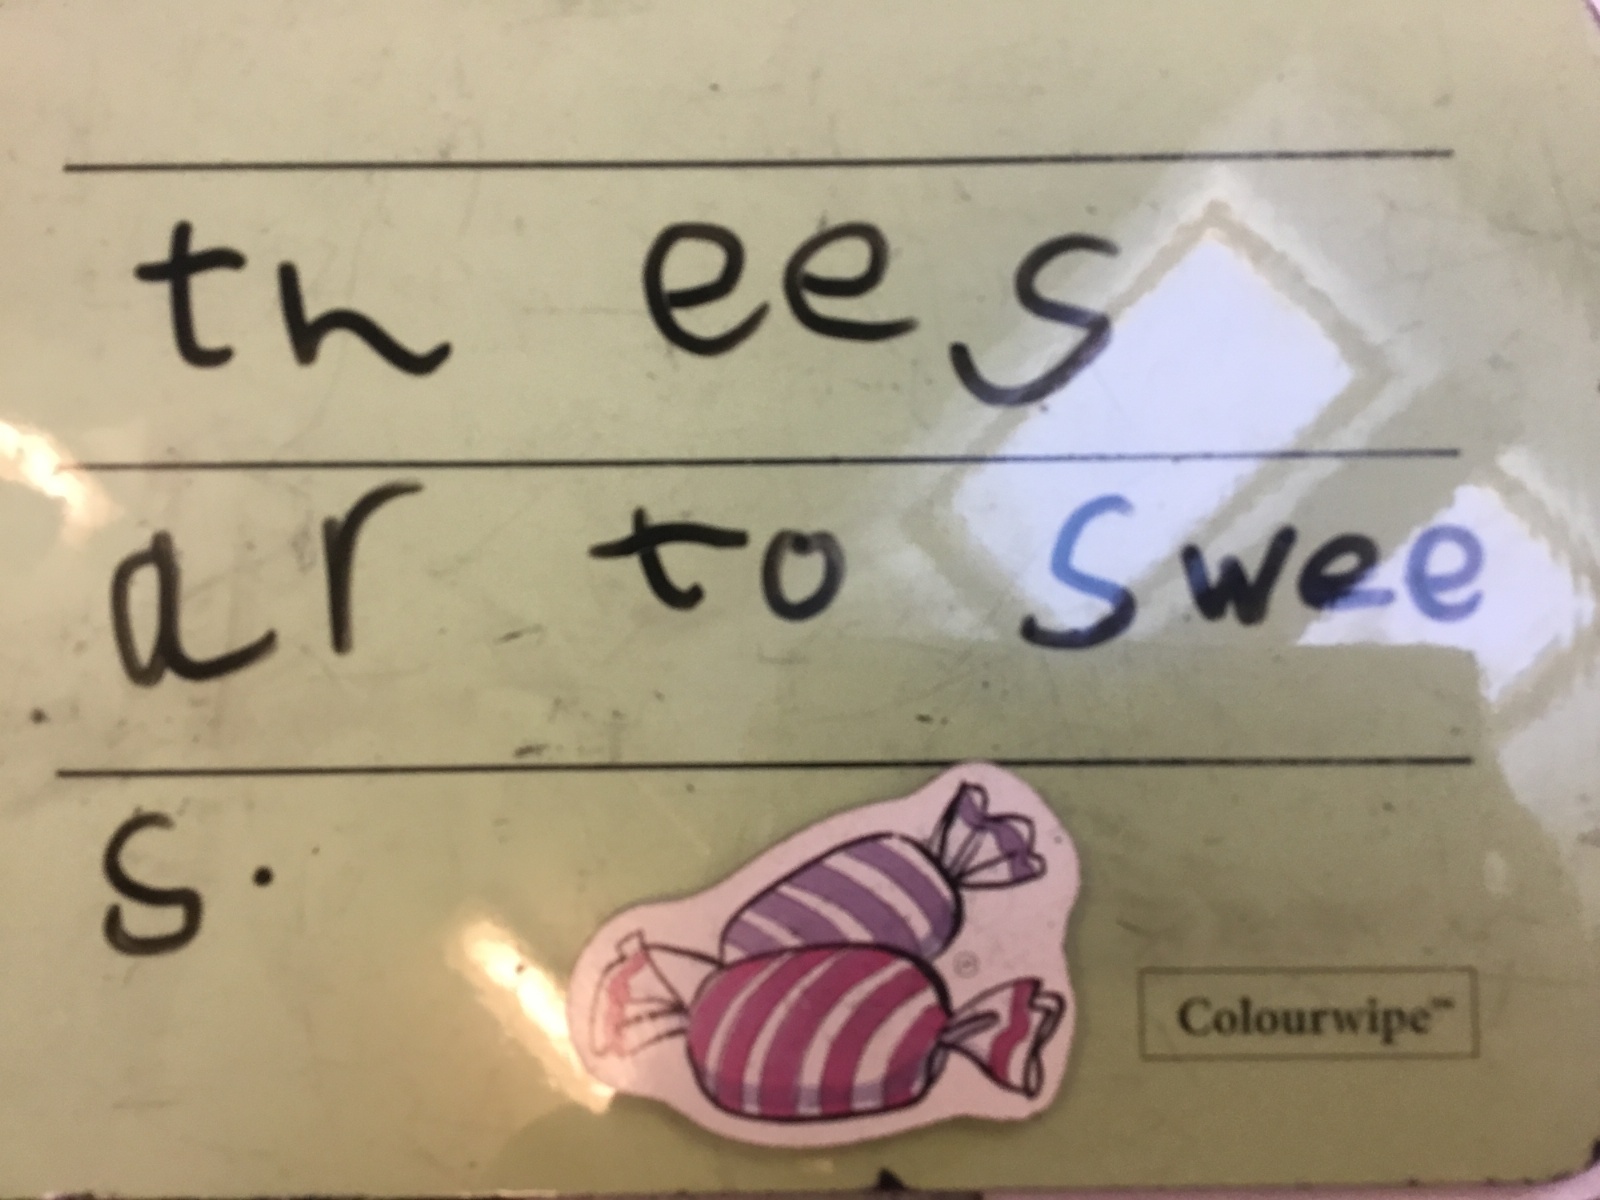 th ees
ar to swee
s.
Colourwipe™